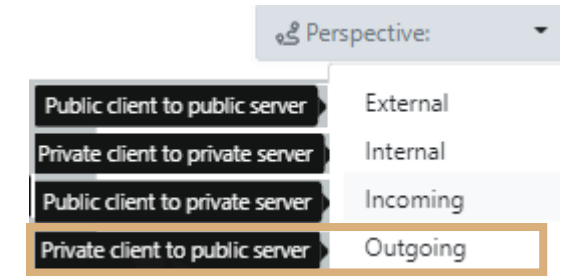 Perspective:
Public client to public server External
Private client to private server Internal
Public client to private server Incoming
Private client to public server Outgoing